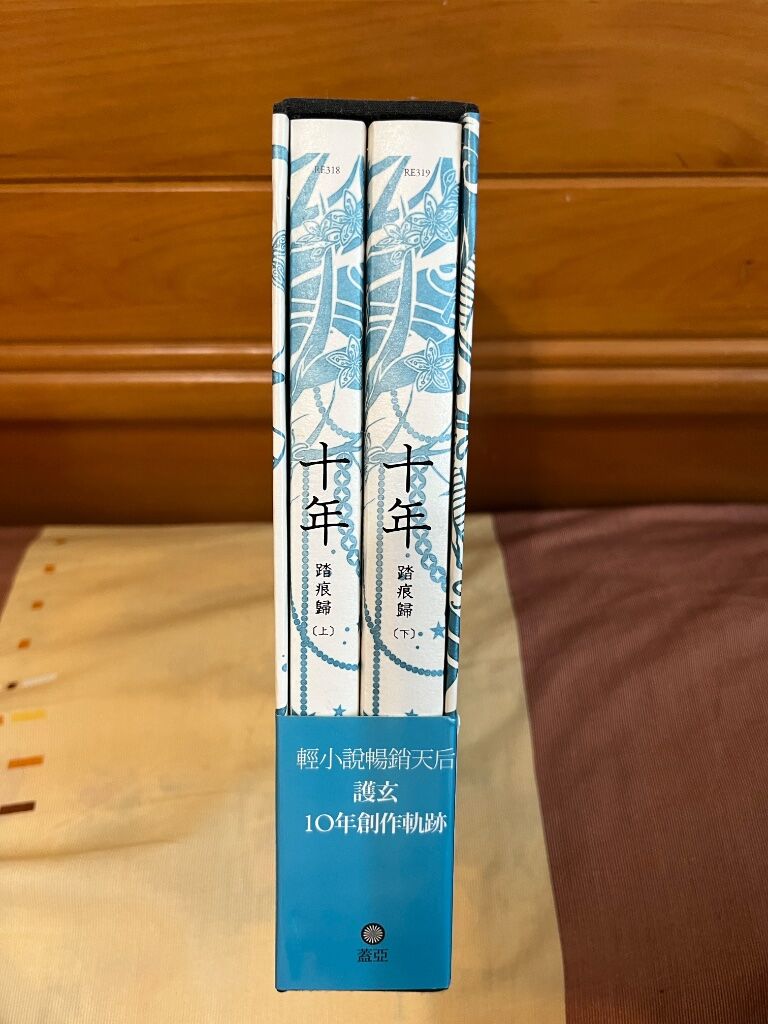 RE318
十年
踏痕歸
〔上〕
RE319
十年
踏痕歸
〔下〕
輕小說暢銷天后
護玄
10年創作軌跡
蓋亞